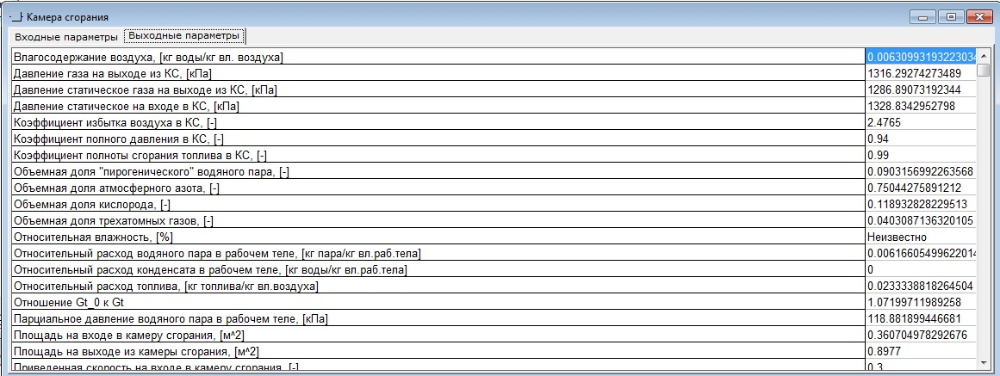 Камера сгорания
Входные параметры Выходные параметры
Влагосодержание воздуха, [кг воды/кг вл. воздуха] 0.00630993193223034
Давление газа на выходе из КС, [кПа] 1316.29274273489
Давление статическое газа на выходе из КС, [кПа] 1286.89073192344
Давление статическое на входе в КС, [кПа] 1328.8342952798
Коэффициент избытка воздуха в КС, [-] 2.4765
Коэффициент полного давления в КС, [-] 0.94
Коэффициент полноты сгорания топлива в КС, [-] 0.99
Объемная доля "пирогенического" водяного пара, [-] 0.0903156992263568
Объемная доля атмосферного азота, [-] 0.75044275891212
Объемная доля кислорода, [-] 0.118932828229513
Объемная доля трехатомных газов, [-] 0.0403087136320105
Относительная влажность, [%] Неизвестно
Относительный расход водяного пара в рабочем теле, [кг пара/кг вл.раб.тела] 0.00616605499622014
Относительный расход конденсата в рабочем теле, [кг воды/кг вл.раб.тела] 0
Относительный расход топлива, [кг топлива/кг вл.воздуха] 0.0233338818264504
Отношение Gt_0 к Gt 1.07199711989258
Парциальное давление водяного пара в рабочем теле, [кПа] 118.881899446681
Площадь на входе в камеру сгорания, [м^2] 0.360704978292676
Площадь на выходе из камеры сгорания, [м^2] 0.8977
Приведенная скорость на входе в камеру сгорания, [-] 0.3